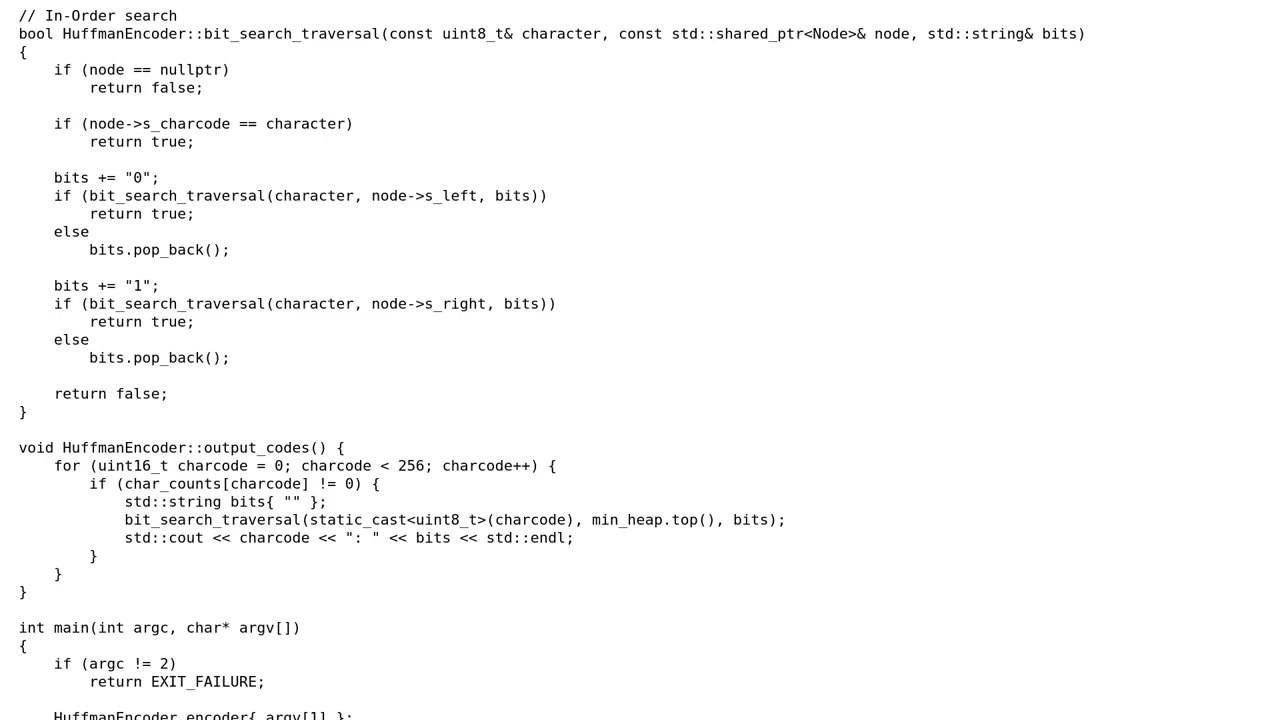 // In-Order search
bool HuffmanEncoder::bit_search_traversal(const uint8_t& character, const std::shared_ptr<Node>& node, std::string& bits)
{
    if (node == nullptr)
        return false;

    if (node->s_charcode == character)
        return true;

    bits += "0";
    if (bit_search_traversal(character, node->s_left, bits))
        return true;
    else
        bits.pop_back();

    bits += "1";
    if (bit_search_traversal(character, node->s_right, bits))
        return true;
    else
        bits.pop_back();

    return false;
}

void HuffmanEncoder::output_codes() {
    for (uint16_t charcode = 0; charcode < 256; charcode++) {
        if (char_counts[charcode] != 0) {
            std::string bits{ "" };
            bit_search_traversal(static_cast<uint8_t>(charcode), min_heap.top(), bits);
            std::cout << charcode << ": " << bits << std::endl;
        }
    }
}

int main(int argc, char* argv[])
{
    if (argc != 2)
        return EXIT_FAILURE;

    HuffmanEncoder encoder{ argv[1] };